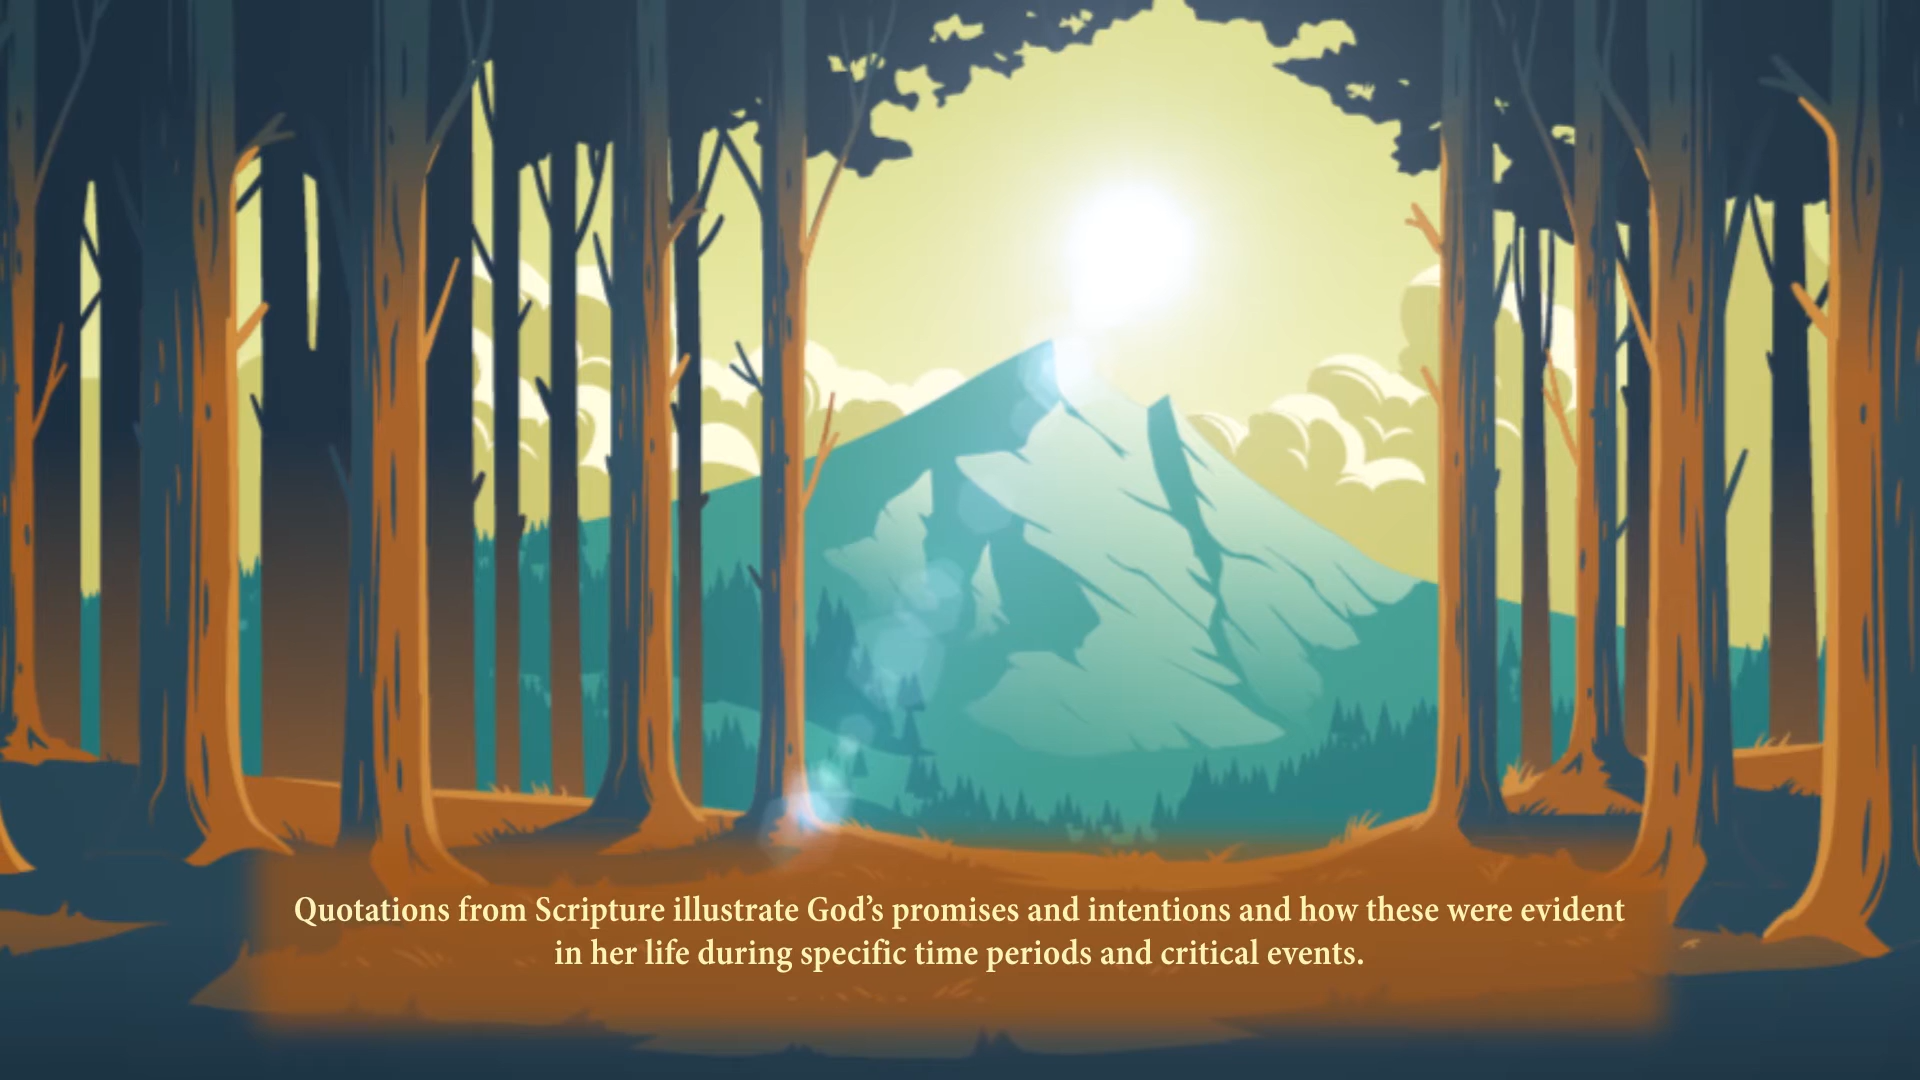 Quotations from Scripture illustrate God’s promises and intentions and how these were evident
in her life during specific time periods and critical events.